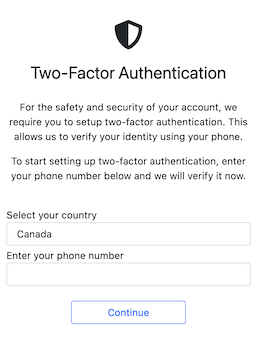 Two-Factor Authentication
For the safety and security of your account, we
require you to setup two-factor authentication. This
allows us to verify your identity using your phone.
To start setting up two-factor authentication, enter
your phone number below and we will verify it now.
Select your country
Canada
Enter your phone number
Continue